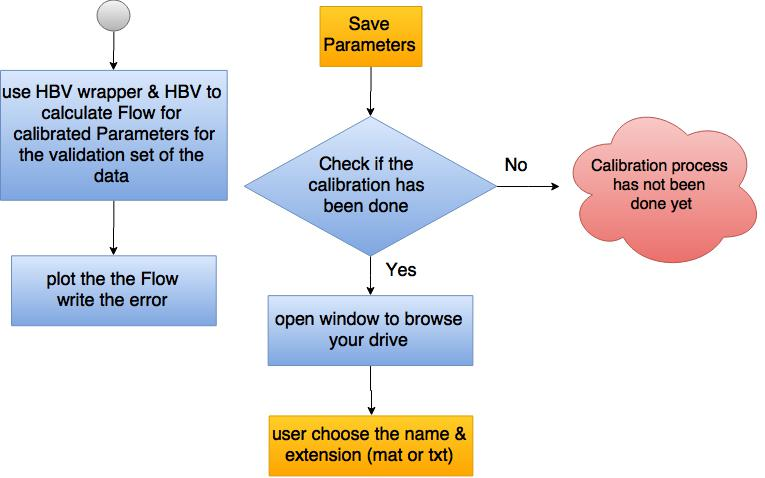 use HBV wrapper & HBV to
calculate Flow for
calibrated Parameters for
the validation set of the
data
plot the the Flow
write the error
Save
Parameters
Check if the
calibration has
been done
No
Calibration process
has not been
done yet
Yes
open window to browse
your drive
user choose the name &
extension (mat or txt)